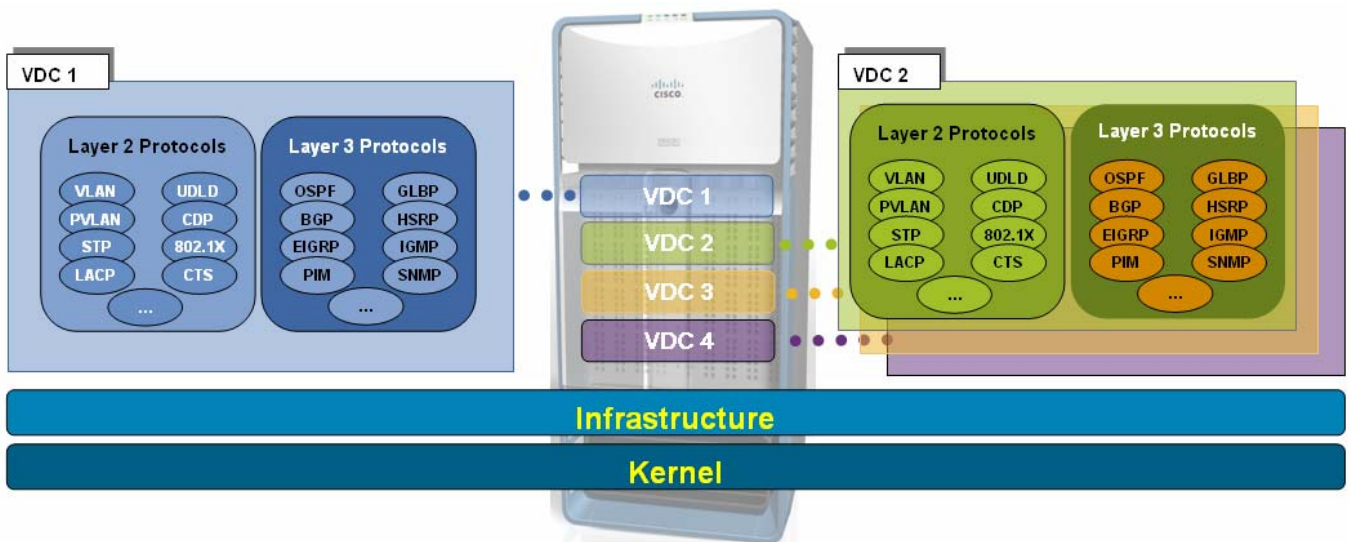 VDC 1
Layer 2 Protocols
VLAN
UDLD
PVLAN
CDP
STP
802.1X
LACP
CTS
...
Layer 3 Protocols
OSPF
GLBP
BGP
HSRP
EIGRP
IGMP
PIM
SNMP
...
CISCO
VDC 1
VDC 2
VDC 3
VDC 4
VDC 2
Layer 2 Protocols
VLAN
UDLD
PVLAN
CDP
STP
802.1X
LACP
CTS
...
Layer 3 Protocols
OSPF
GLBP
BGP
HSRP
EIGRP
IGMP
PIM
SNMP
...
Infrastructure
Kernel